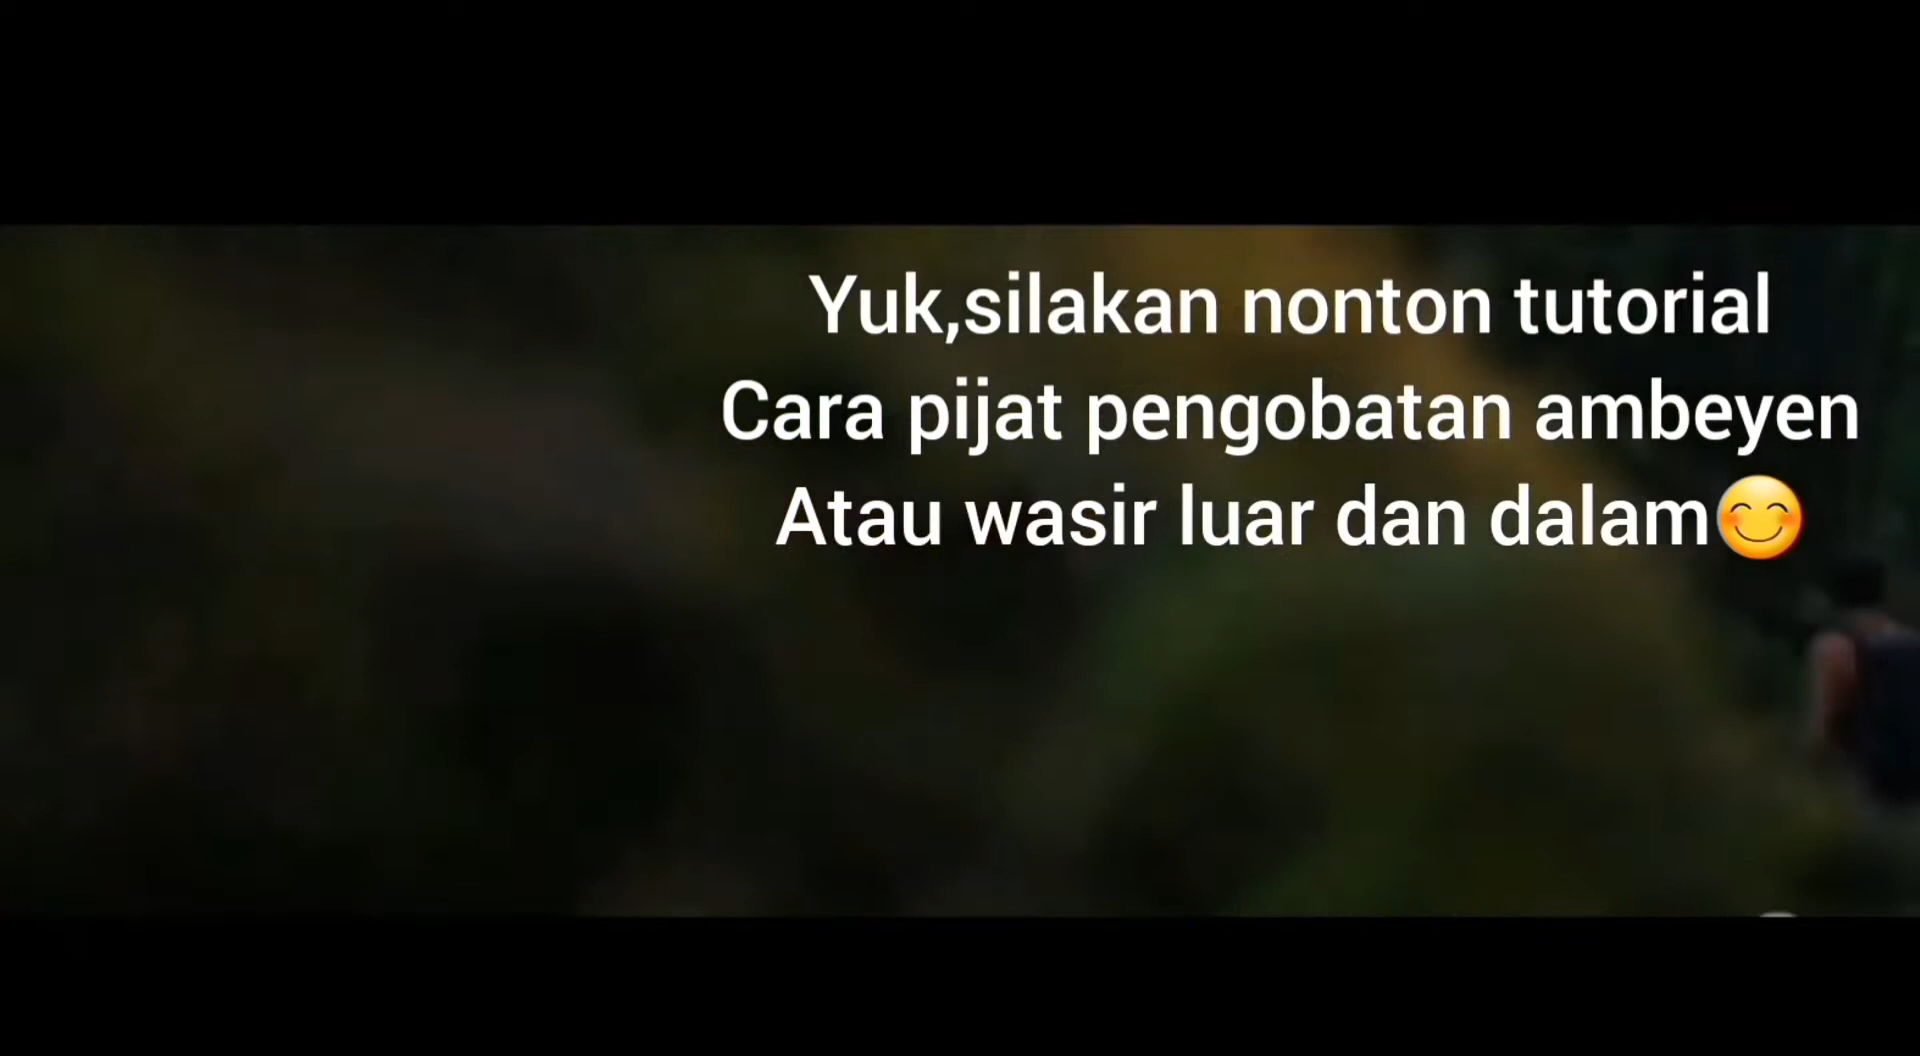 Yuk,silakan nonton tutorial
Cara pijat pengobatan ambeyen
Atau wasir luar dan dalam😊